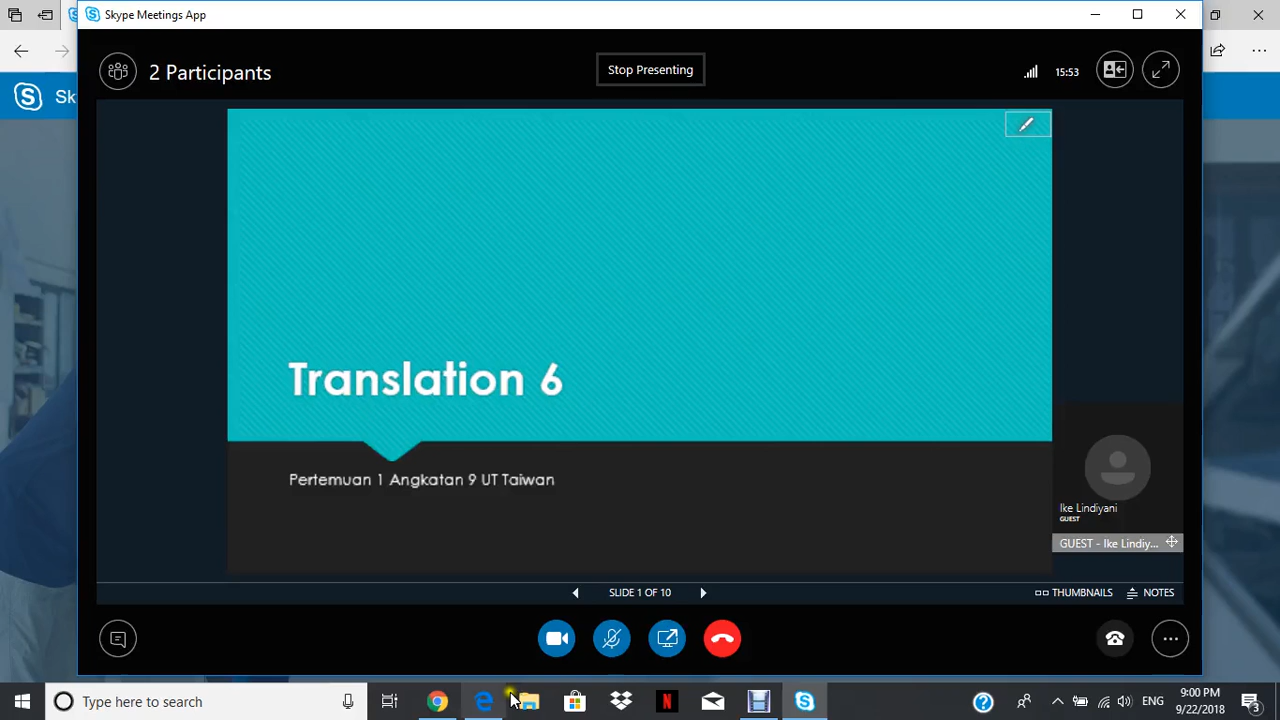 Skype Meetings App
2 Participants
Stop Presenting
15:53
Sk
Translation 6
Pertemuan 1 Angkatan 9 UT Taiwan
Ike Lindiyani
GUEST
GUEST - Ike Lindiy...
SLIDE 1 OF 10
THUMBNAILS
NOTES
Type here to search
ENG
9:00 PM
9/22/2018
3